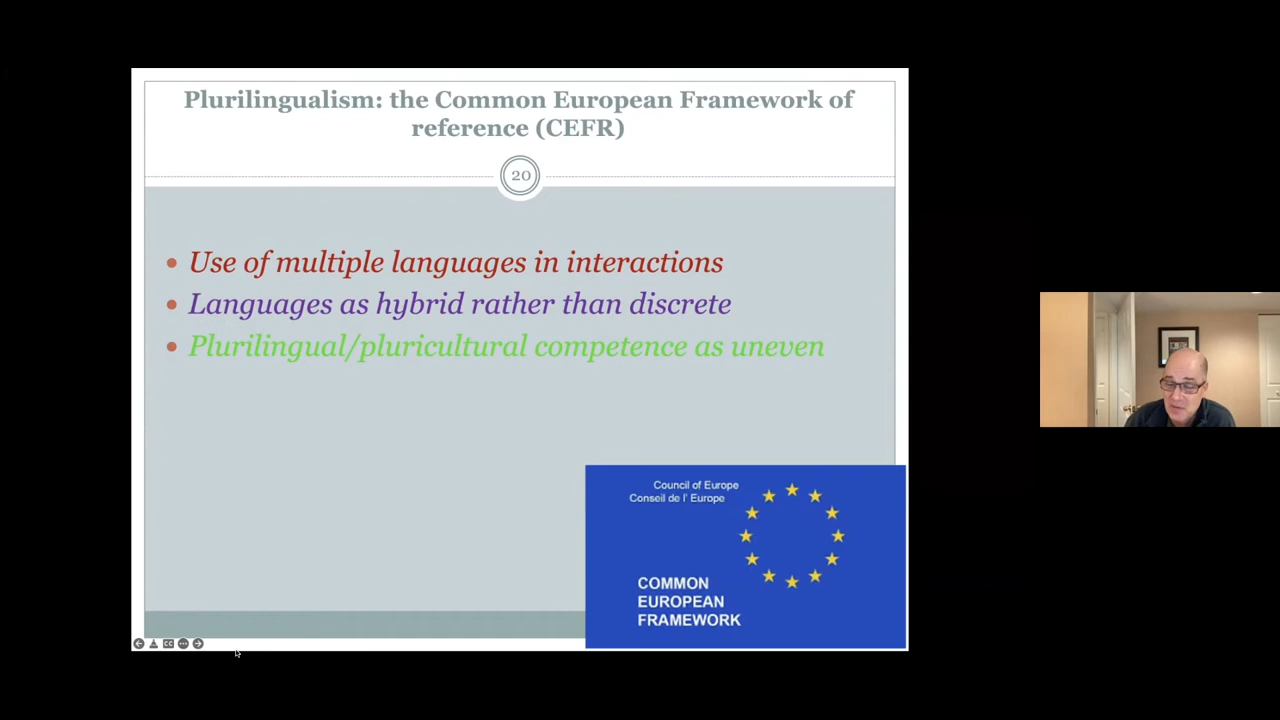 Plurilingualism: the Common European Framework of
reference (CEFR)
20
• Use of multiple languages in interactions
• Languages as hybrid rather than discrete
• Plurilingual/pluricultural competence as uneven
Council of Europe
Conseil de l' Europe
COMMON
EUROPEAN
FRAMEWORK
CC